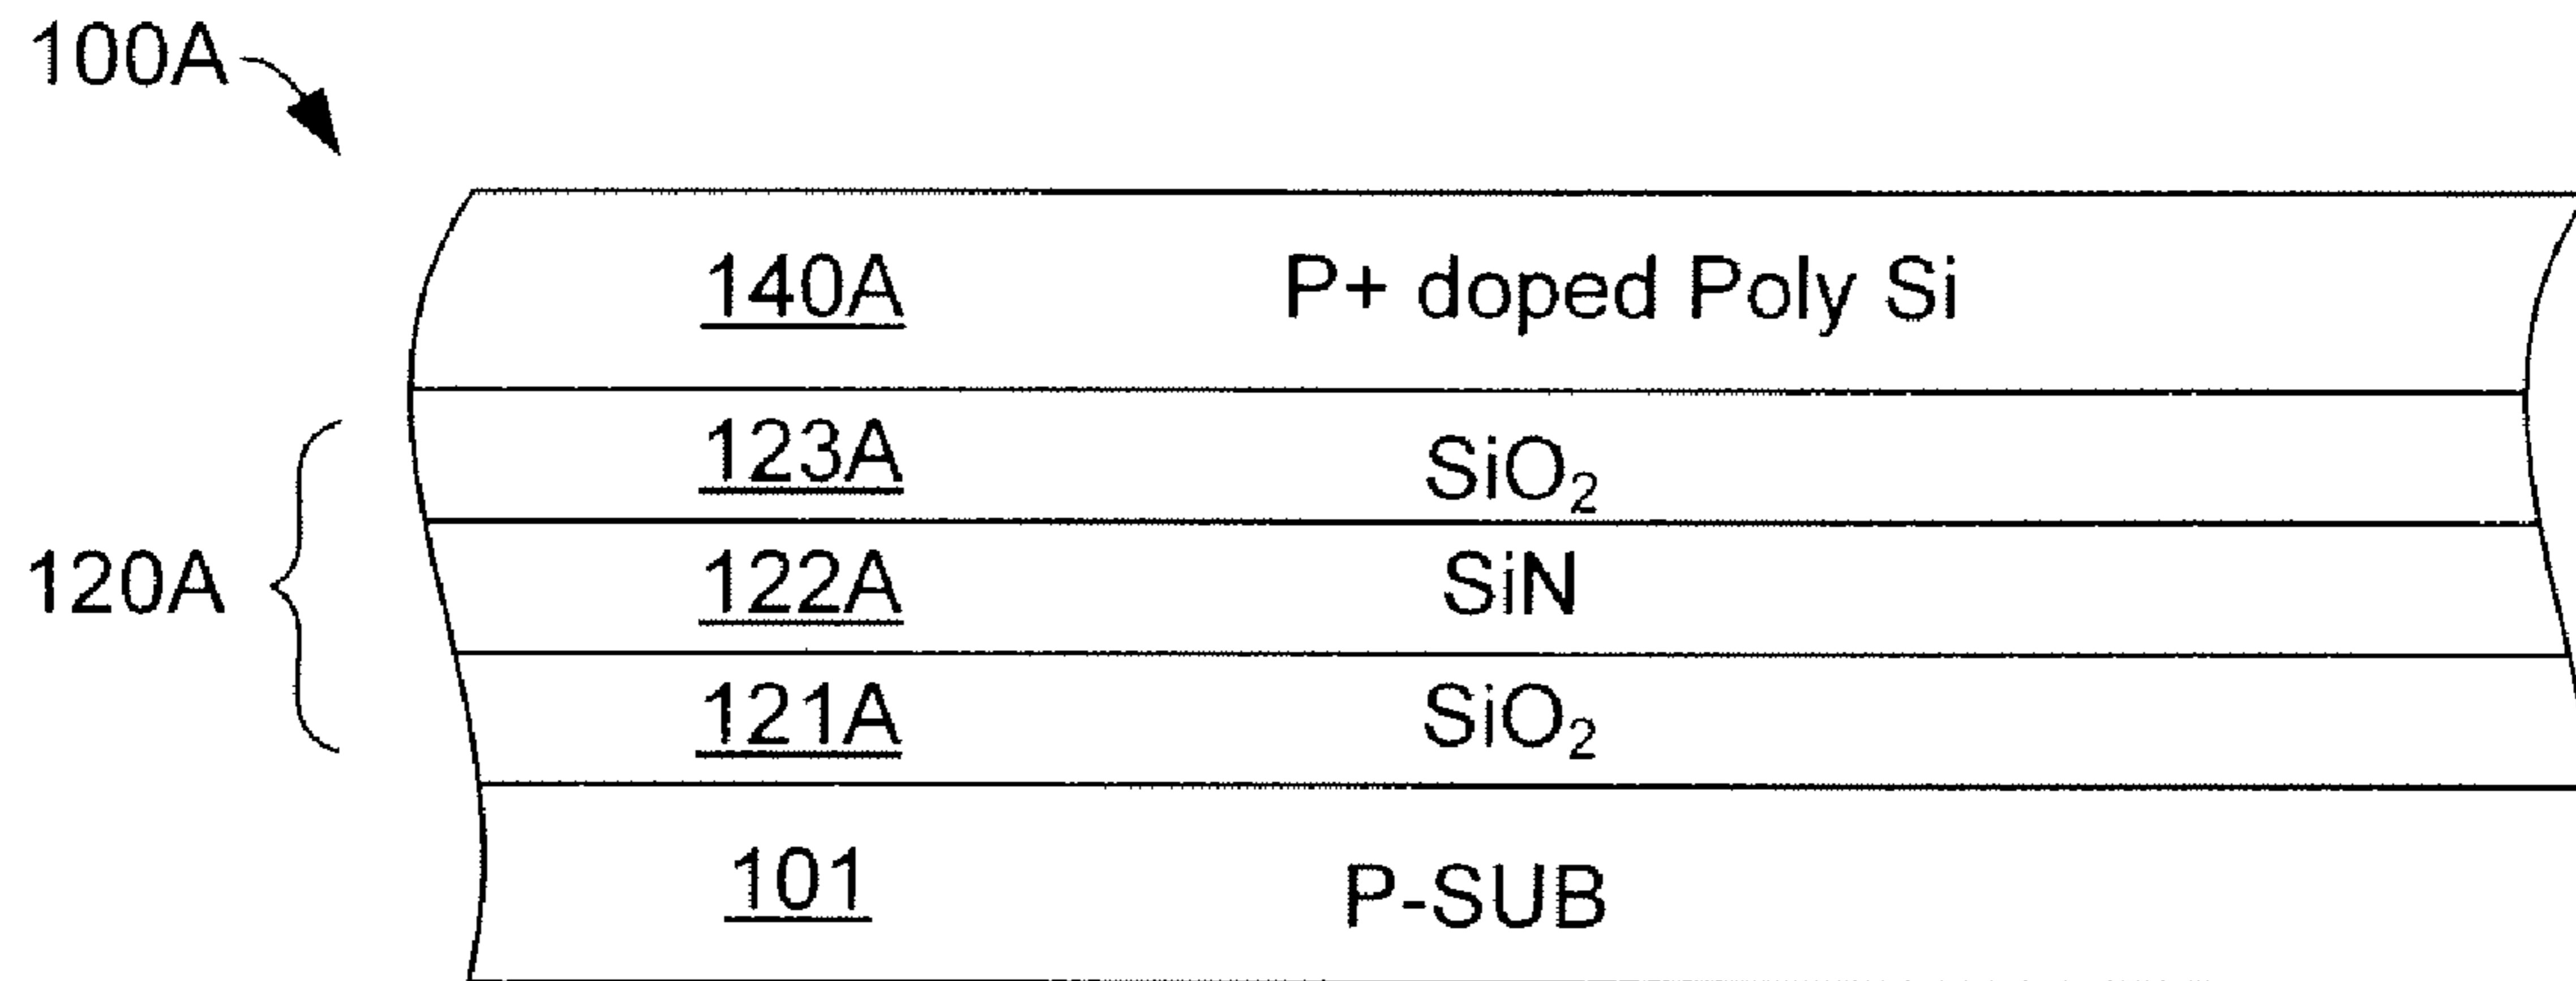 100A
140A P+ doped Poly Si
123A SiO₂
120A 122A SiN
121A SiO₂
101 P-SUB